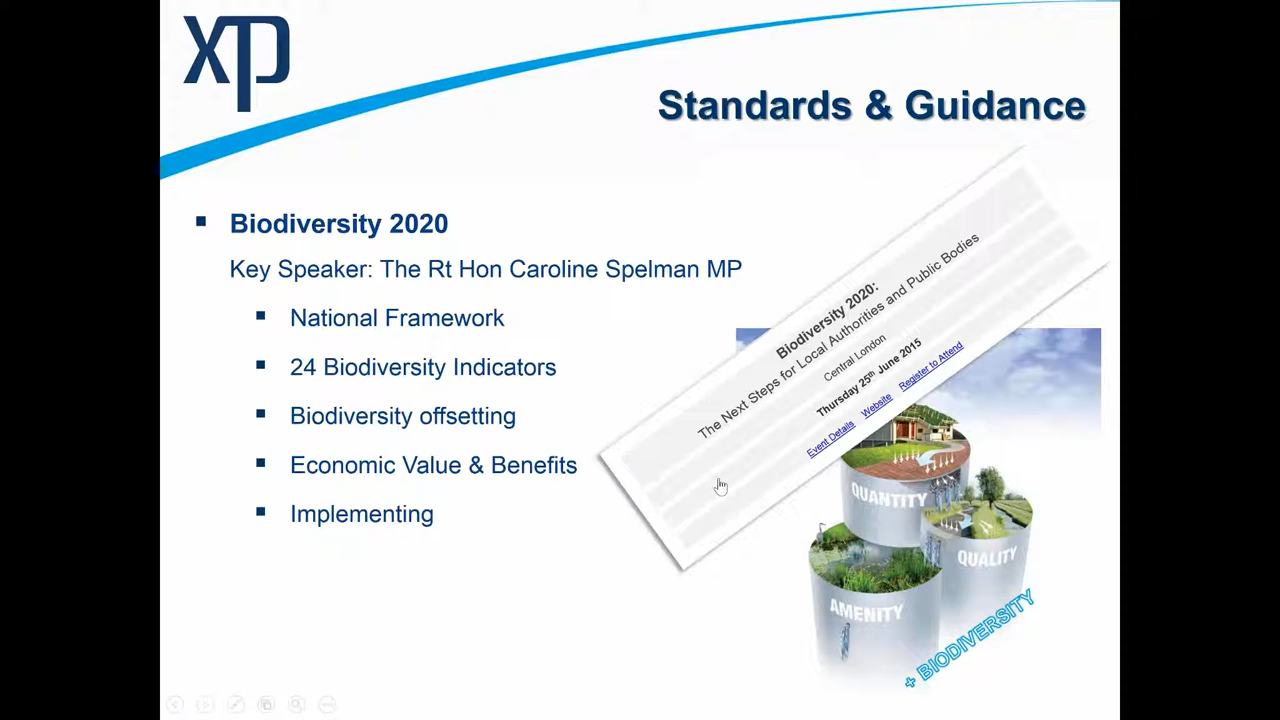 xp
Standards & Guidance
Biodiversity 2020
Key Speaker: The Rt Hon Caroline Spelman MP
National Framework
24 Biodiversity Indicators
Biodiversity offsetting
Economic Value & Benefits
Implementing
Biodiversity 2020:
The Next Steps for Local Authorities and Public Bodies
Central London
Thursday 25th June 2015
Event Details Website Register to Attend
QUANTITY
QUALITY
AMENITY
+ BIODIVERSITY